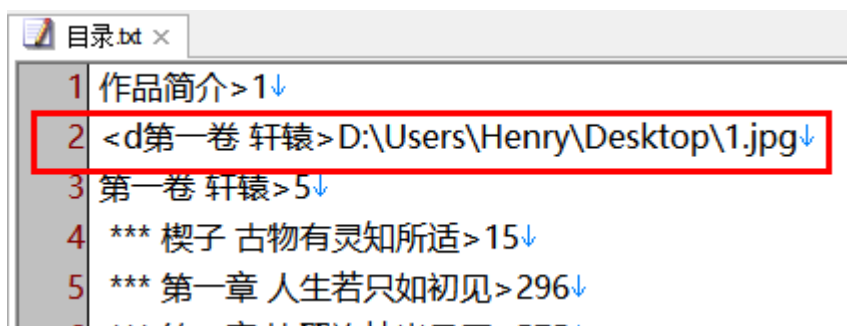 目录.txt ×
1 作品简介>1↓
2 <d第一卷 轩辕>D:\Users\Henry\Desktop\1.jpg↓
3 第一卷 轩辕>5↓
4 *** 楔子 古物有灵知所适>15↓
5 *** 第一章 人生若只如初见>296↓